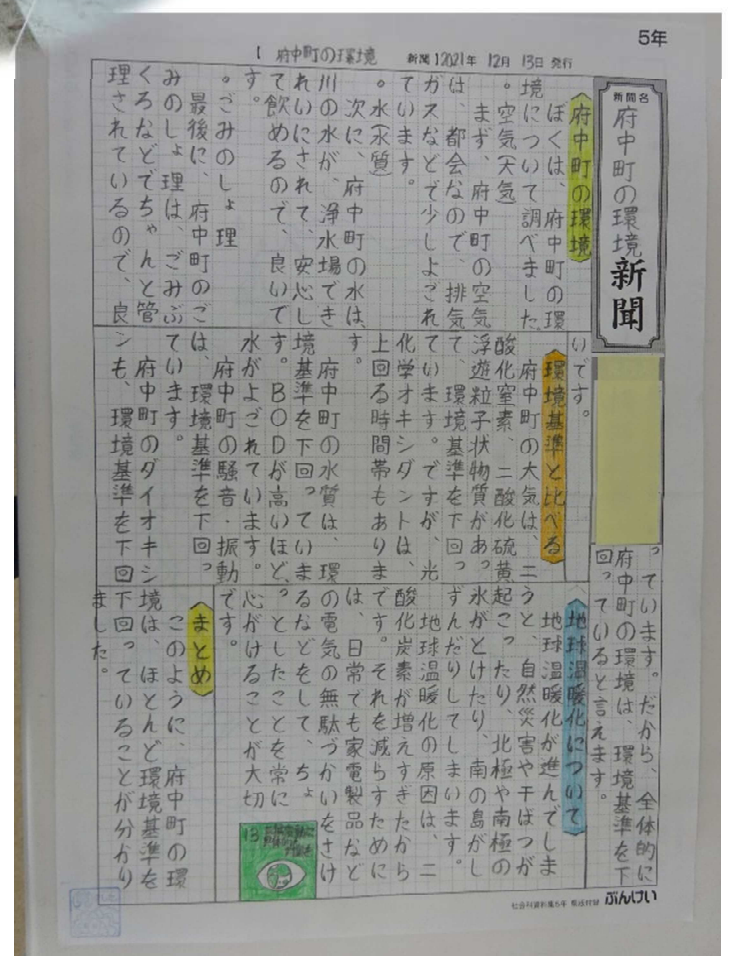 5年
府中町の環境 新聞 2021年 12月 13日 発行
新聞名
府中町の環境新聞
府中町の環境
ぼくは、府中町の環
境について調べました
。空気(大気)
まず、府中町の空気
は、都会なので、排気
ガスなどで少しよごれ
ています。
。水(水質)
次に、府中町の水は、
川の水が、浄水場でき
れいにされて、安心し
て飲めるので、良いで
す。
。ごみのしょ理
最後に、府中町のご
みのしょ理は、ごみぶ
くろなどでちゃんと管
理されているので、良
いです。
環境基準と比べる
府中町の大気は、二
酸化窒素、二酸化硫黄
浮遊粒子状物質があっ
て、環境基準を下回っ
ています。ですが、光
化学オキシダントは、
上回る時間帯もありま
す。
府中町の水質は、環
境基準を下回っていま
す。BODが高いほど、
水がよごれています。
府中町の騒音・振動
は、環境基準を下回っ
ています。
府中町のダイオキシ
ンも、環境基準を下回
っています。だから、全体的に
府中町の環境は、環境基準を下
回っていると言えます。
地球温暖化について
地球温暖化が進んでしま
うと、自然災害や干ばつが
起こったり、北極や南極の
氷がとけたり、南の島がし
ずんだりしてしまいます。
地球温暖化の原因は、二
酸化炭素が増えすぎたから
です。それを減らすために
は、日常でも家電製品など
の電気の無駄づかいをさけ
るなどをして、ちょ
っとしたことを常に
心がけることが大切
です。
13
まとめ
このように、府中町の環
境は、ほとんど環境基準を
下回っていることが分かり
ました。
ぶんけい